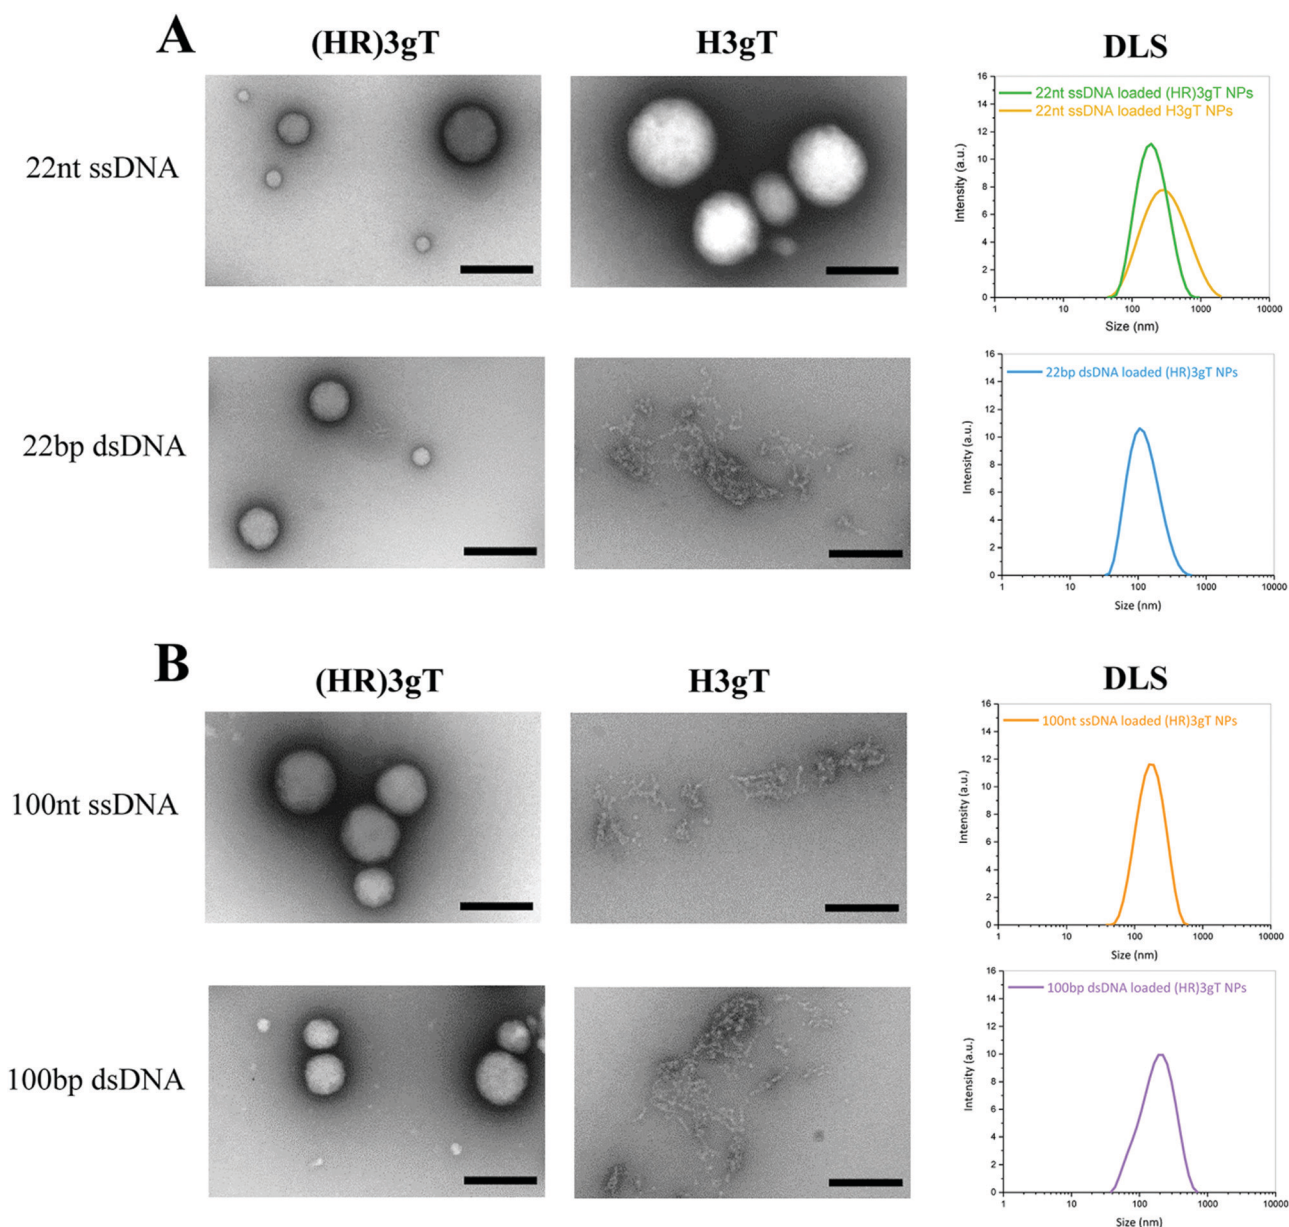 A
(HR)3gT
H3gT
DLS
22nt ssDNA
22nt ssDNA loaded (HR)3gT NPs
22nt ssDNA loaded H3gT NPs
Intensity (a.u.)
16
14
12
10
8
6
4
2
0
1
10
100
1000
10000
Size (nm)
22bp dsDNA
22bp dsDNA loaded (HR)3gT NPs
Intensity (a.u.)
16
14
12
10
8
6
4
2
0
1
10
100
1000
10000
Size (nm)
B
(HR)3gT
H3gT
DLS
100nt ssDNA
100nt ssDNA loaded (HR)3gT NPs
Intensity (a.u.)
16
14
12
10
8
6
4
2
0
1
10
100
1000
10000
Size (nm)
100bp dsDNA
100bp dsDNA loaded (HR)3gT NPs
Intensity (a.u.)
16
14
12
10
8
6
4
2
0
1
10
100
1000
10000
Size (nm)